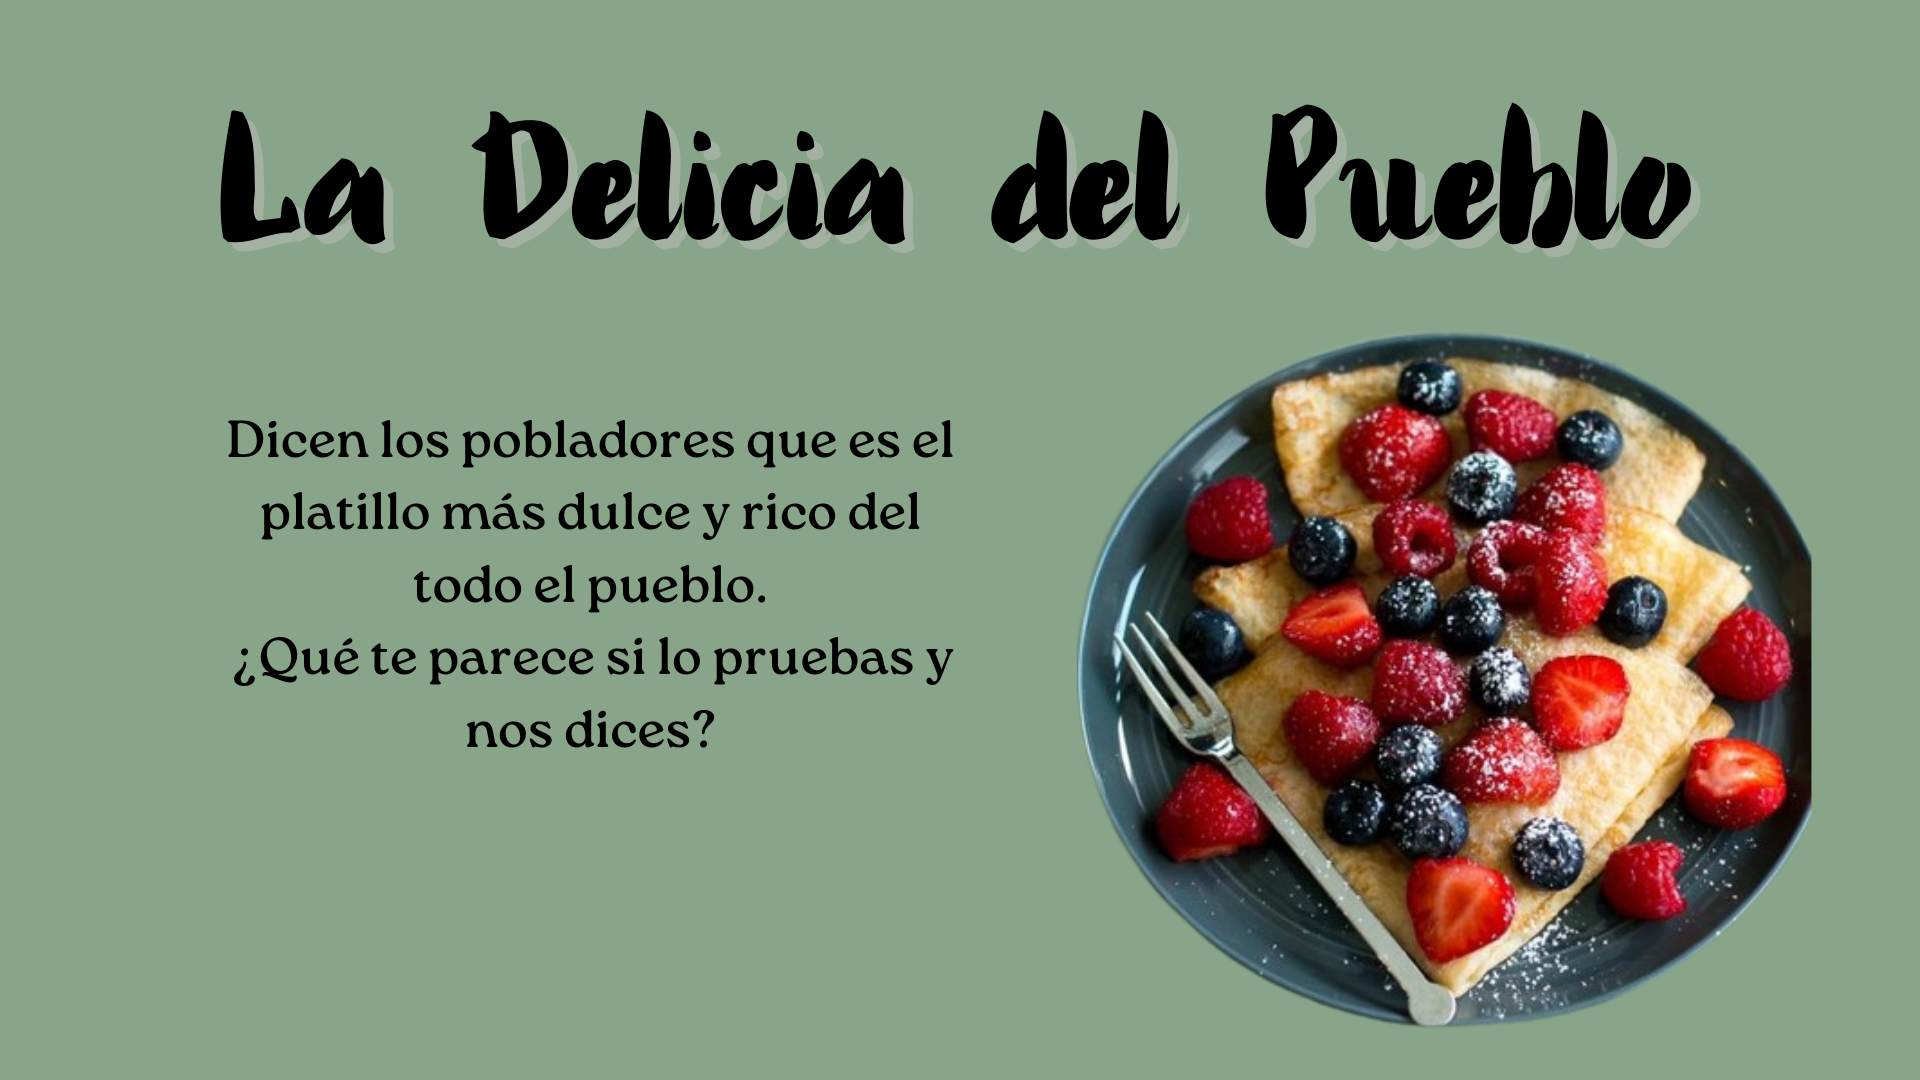 La Delicia del Pueblo
Dicen los pobladores que es el
platillo más dulce y rico del
todo el pueblo.
¿Qué te parece si lo pruebas y
nos dices?